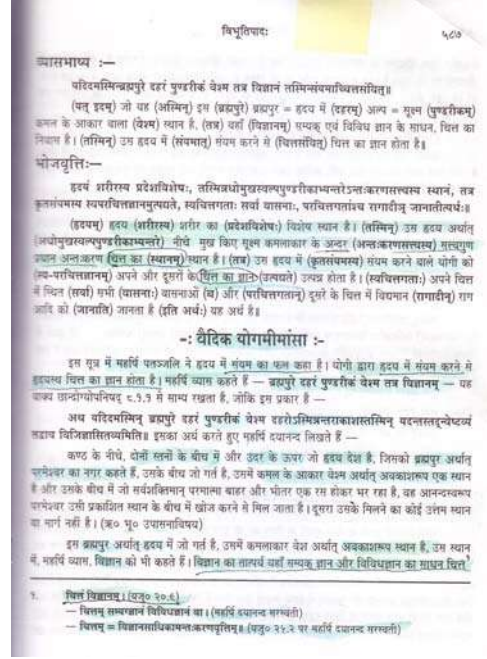 विभूतिपादः
५८७
व्यासभाष्य :—
यदिदमस्मिन्ब्रह्मपुरे दहरं पुण्डरीकं वेश्म तत्र विज्ञानं तस्मिन्संयमाच्चित्तसंवित्॥
(यत् इदम्) जो यह (अस्मिन्) इस (ब्रह्मपुरे) ब्रह्मपुर = हृदय में (दहरम्) अल्प = सूक्ष्म (पुण्डरीकम्)
कमल के आकार वाला (वेश्म) स्थान है, (तत्र) वहाँ (विज्ञानम्) सम्यक् एवं विविध ज्ञान के साधन, चित्त का
निवास है। (तस्मिन्) उस हृदय में (संयमात्) संयम करने से (चित्तसंवित्) चित्त का ज्ञान होता है॥
भोजवृत्तिः—
हृदयं शरीरस्य प्रदेशविशेषः, तस्मिन्नधोमुखस्वल्पपुण्डरीकाभ्यन्तरेऽन्तःकरणसत्त्वस्य स्थानं, तत्र
कृतसंयमस्य स्वपरचित्तज्ञानमुत्पद्यते, स्वचित्तगताः सर्वा वासनाः, परचित्तगतांश्च रागादीञ् जानातीत्यर्थः॥
(हृदयम्) हृदय (शरीरस्य) शरीर का (प्रदेशविशेषः) विशेष स्थान है। (तस्मिन्) उस हृदय अर्थात्
(अधोमुखस्वल्पपुण्डरीकाभ्यन्तरे) नीचे मुख किए सूक्ष्म कमलाकार के अन्दर (अन्तःकरणसत्त्वस्य) सत्त्वगुण
प्रधान अन्तःकरण चित्त का (स्थानम्) स्थान है। (तत्र) उस हृदय में (कृतसंयमस्य) संयम करने वाले योगी को
(स्व-परचित्तज्ञानम्) अपने और दूसरों के चित्त का ज्ञान (उत्पद्यते) उत्पन्न होता है। (स्वचित्तगताः) अपने चित्त
में स्थित (सर्वा) सभी (वासनाः) वासनाओं (च) और (परचित्तगतान्) दूसरे के चित्त में विद्यमान (रागादीन्) राग
आदि को (जानाति) जानता है (इति अर्थः) यह अर्थ है॥
-: वैदिक योगमीमांसा :-
इस सूत्र में महर्षि पतञ्जलि ने हृदय में संयम का फल कहा है। योगी द्वारा हृदय में संयम करने से
हृदयस्थ चित्त का ज्ञान होता है। महर्षि व्यास कहते हैं — ब्रह्मपुरे दहरं पुण्डरीकं वेश्म तत्र विज्ञानम् — यह
वाक्य छान्दोग्योपनिषद् ८.१.१ से साम्य रखता है, जोकि इस प्रकार है —
अथ यदिदमस्मिन् ब्रह्मपुरे दहरं पुण्डरीकं वेश्म दहरोऽस्मिन्नन्तराकाशस्तस्मिन् यदन्तस्तदन्वेष्टव्यं
तद्वाव विजिज्ञासितव्यमिति॥ इसका अर्थ करते हुए महर्षि दयानन्द लिखते हैं —
कण्ठ के नीचे, दोनों स्तनों के बीच में और उदर के ऊपर जो हृदय देश है, जिसको ब्रह्मपुर अर्थात्
परमेश्वर का नगर कहते हैं, उसके बीच जो गर्त है, उसमें कमल के आकार वेश्म अर्थात् अवकाशरूप एक स्थान
है और उसके बीच में जो सर्वशक्तिमान् परमात्मा बाहर और भीतर एक रस होकर भर रहा है, वह आनन्दस्वरूप
परमेश्वर उसी प्रकाशित स्थान के बीच में खोज करने से मिल जाता है। दूसरा उसके मिलने का कोई उत्तम स्थान
वा मार्ग नहीं है। (ऋ० भू० उपासनाविषय)
इस ब्रह्मपुर अर्थात् हृदय में जो गर्त है, उसमें कमलाकार वेश अर्थात् अवकाशरूप स्थान है, उस स्थान
में, महर्षि व्यास, विज्ञान को भी कहते हैं। विज्ञान का तात्पर्य यहाँ सम्यक् ज्ञान और विविधज्ञान का साधन चित्त१
१. चित्तं विज्ञानम्। (यजु० २०.९)
— चित्तम् सम्यग्ज्ञानं विविधज्ञानं वा। (महर्षि दयानन्द सरस्वती)
— चित्तम् = विज्ञानसाधिकामन्तःकरणवृत्तिम्॥ (यजु० २५.२ पर महर्षि दयानन्द सरस्वती)